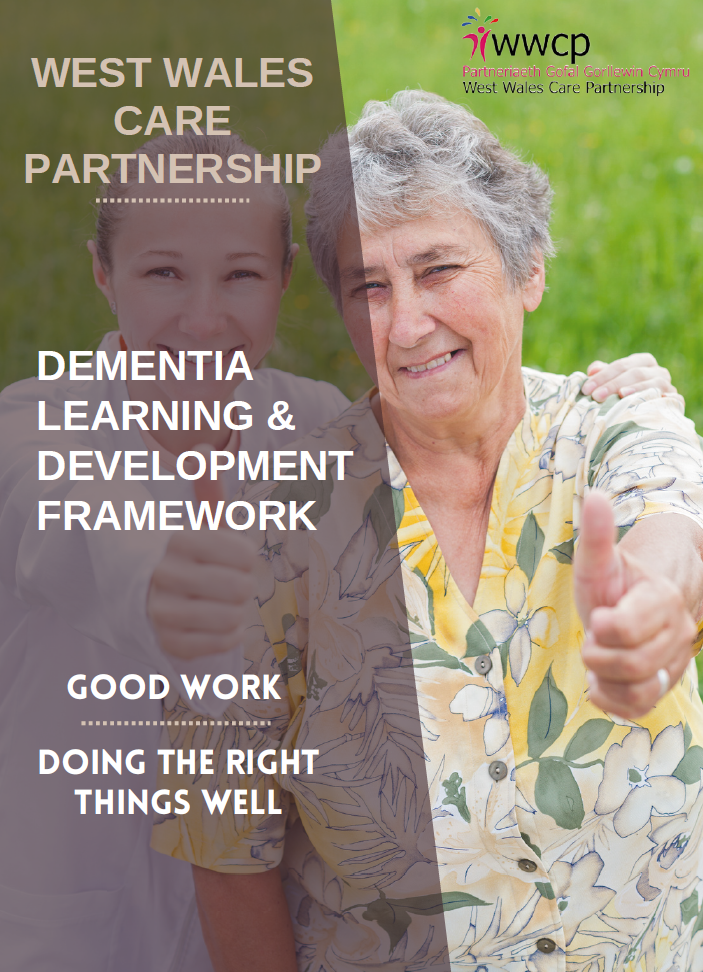 WEST WALES
CARE
PARTNERSHIP
wwcp
Partneriaeth Gofal Gorllewin Cymru
West Wales Care Partnership
DEMENTIA
LEARNING &
DEVELOPMENT
FRAMEWORK
GOOD WORK
DOING THE RIGHT
THINGS WELL